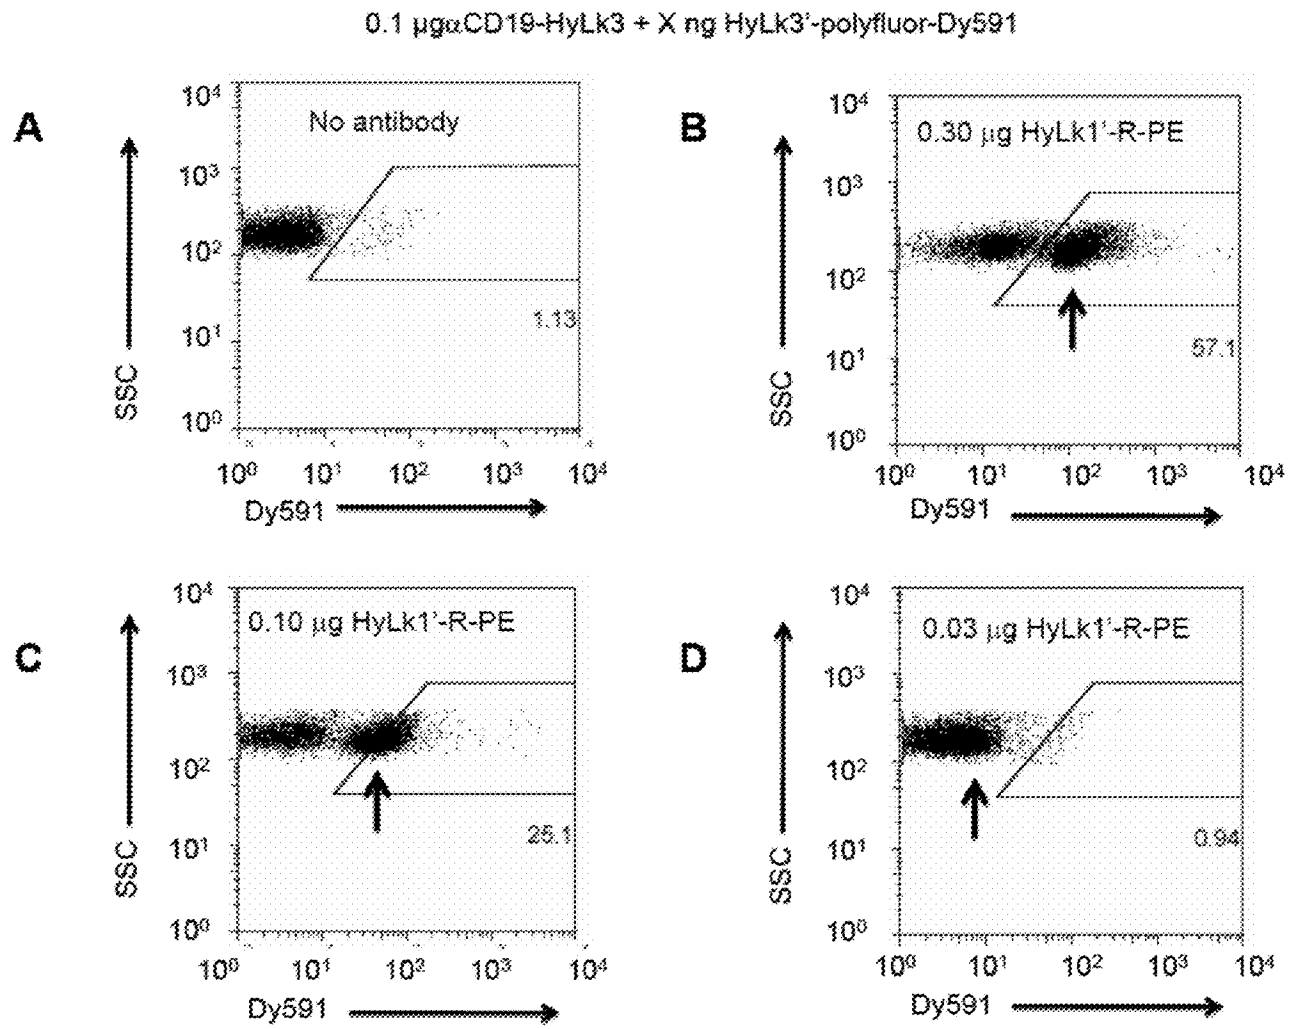 0.1 µgαCD19-HyLk3 + X ng HyLk3'-polyfluor-Dy591
A
SSC
10⁴
10³
10²
10¹
10⁰
No antibody
1.13
10⁰ 10¹ 10² 10³ 10⁴
Dy591
B
SSC
10⁴
10³
10²
10¹
10⁰
0.30 µg HyLk1'-R-PE
57.1
10⁰ 10¹ 10² 10³ 10⁴
Dy591
C
SSC
10⁴
10³
10²
10¹
10⁰
0.10 µg HyLk1'-R-PE
25.1
10⁰ 10¹ 10² 10³ 10⁴
Dy591
D
SSC
10⁴
10³
10²
10¹
10⁰
0.03 µg HyLk1'-R-PE
0.94
10⁰ 10¹ 10² 10³ 10⁴
Dy591